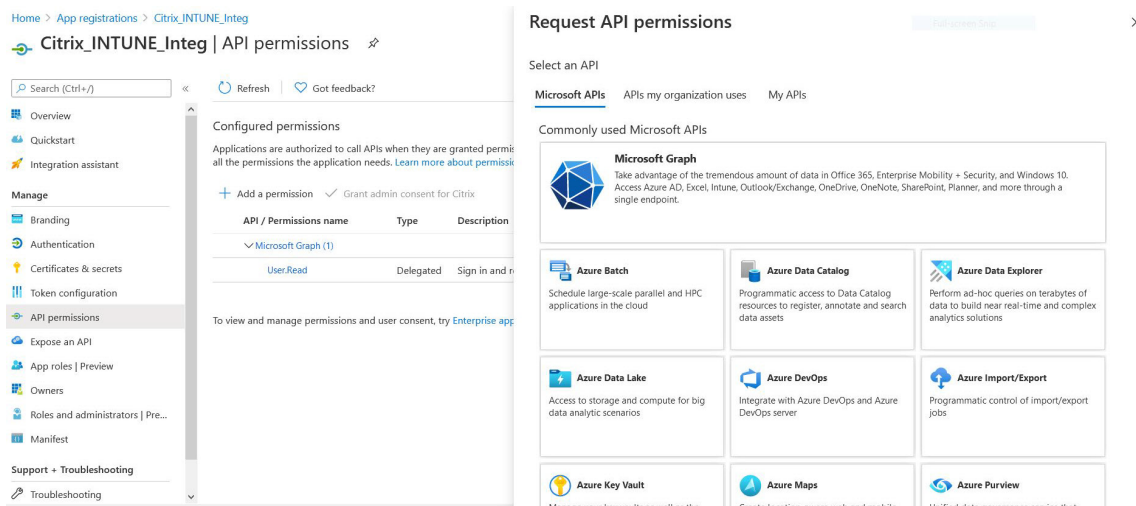 Home > App registrations > Citrix_INTUNE_Integ
Citrix_INTUNE_Integ | API permissions
Search (Ctrl+/)
«
Overview
Quickstart
Integration assistant
Manage
Branding
Authentication
Certificates & secrets
Token configuration
API permissions
Expose an API
App roles | Preview
Owners
Roles and administrators | Pre...
Manifest
Support + Troubleshooting
Troubleshooting
Refresh
Got feedback?
Configured permissions
Applications are authorized to call APIs when they are granted permis
all the permissions the application needs. Learn more about permissio
Add a permission
Grant admin consent for Citrix
API / Permissions name Type Description
Microsoft Graph (1)
User.Read Delegated Sign in and r
To view and manage permissions and user consent, try Enterprise app
Request API permissions
Select an API
Microsoft APIs APIs my organization uses My APIs
Commonly used Microsoft APIs
Microsoft Graph
Take advantage of the tremendous amount of data in Office 365, Enterprise Mobility + Security, and Windows 10.
Access Azure AD, Excel, Intune, Outlook/Exchange, OneDrive, OneNote, SharePoint, Planner, and more through a
single endpoint.
Azure Batch
Schedule large-scale parallel and HPC
applications in the cloud
Azure Data Catalog
Programmatic access to Data Catalog
resources to register, annotate and search
data assets
Azure Data Explorer
Perform ad-hoc queries on terabytes of
data to build near real-time and complex
analytics solutions
Azure Data Lake
Access to storage and compute for big
data analytic scenarios
Azure DevOps
Integrate with Azure DevOps and Azure
DevOps server
Azure Import/Export
Programmatic control of import/export
jobs
Azure Key Vault
Azure Maps
Azure Purview